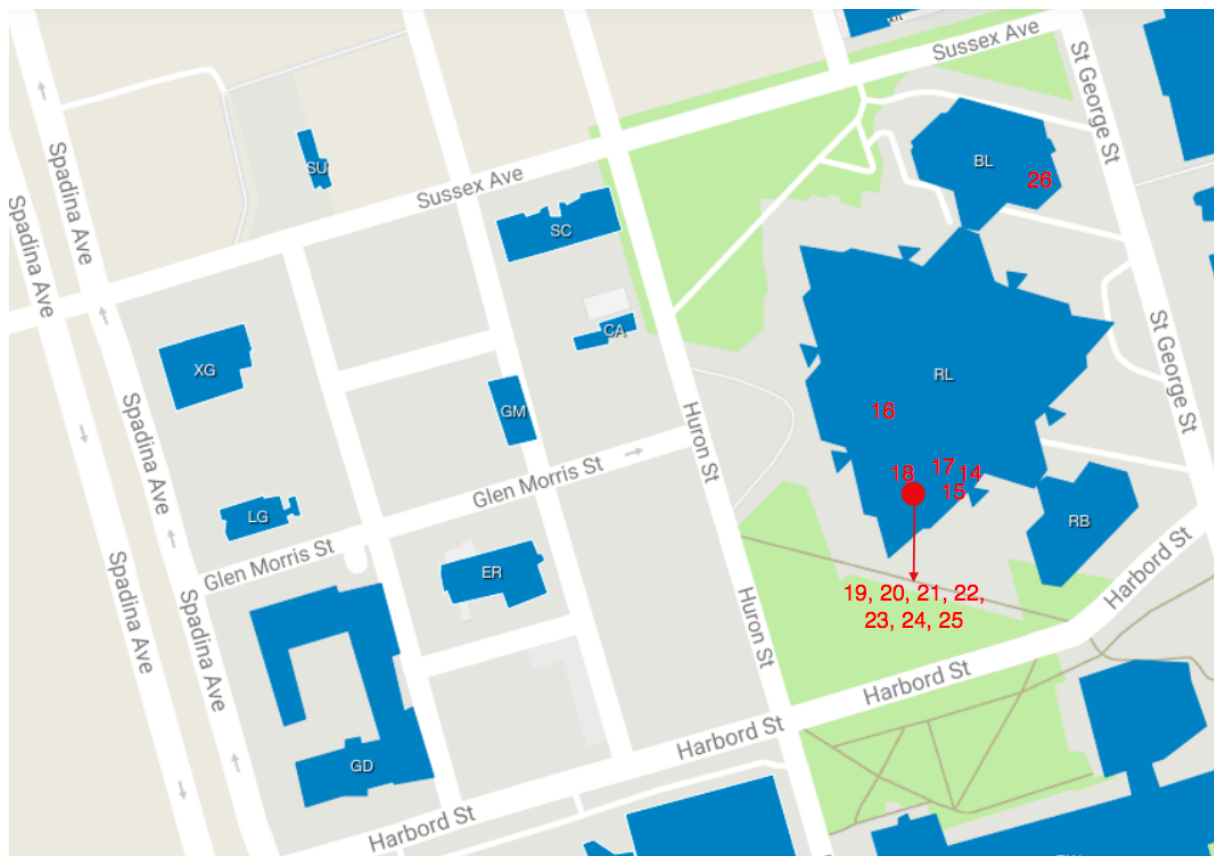 Sussex Ave
St George St
BL
26
SU
Spadina Ave
Spadina Ave
Sussex Ave
SC
CA
XG
RL
St George St
GM
16
Huron St
Spadina Ave
17
18
14
15
Glen Morris St
LG
RB
Glen Morris St
ER
Harbord St
19, 20, 21, 22,
23, 24, 25
Spadina Ave
Spadina Ave
Huron St
Harbord St
Harbord St
GD
Harbord St